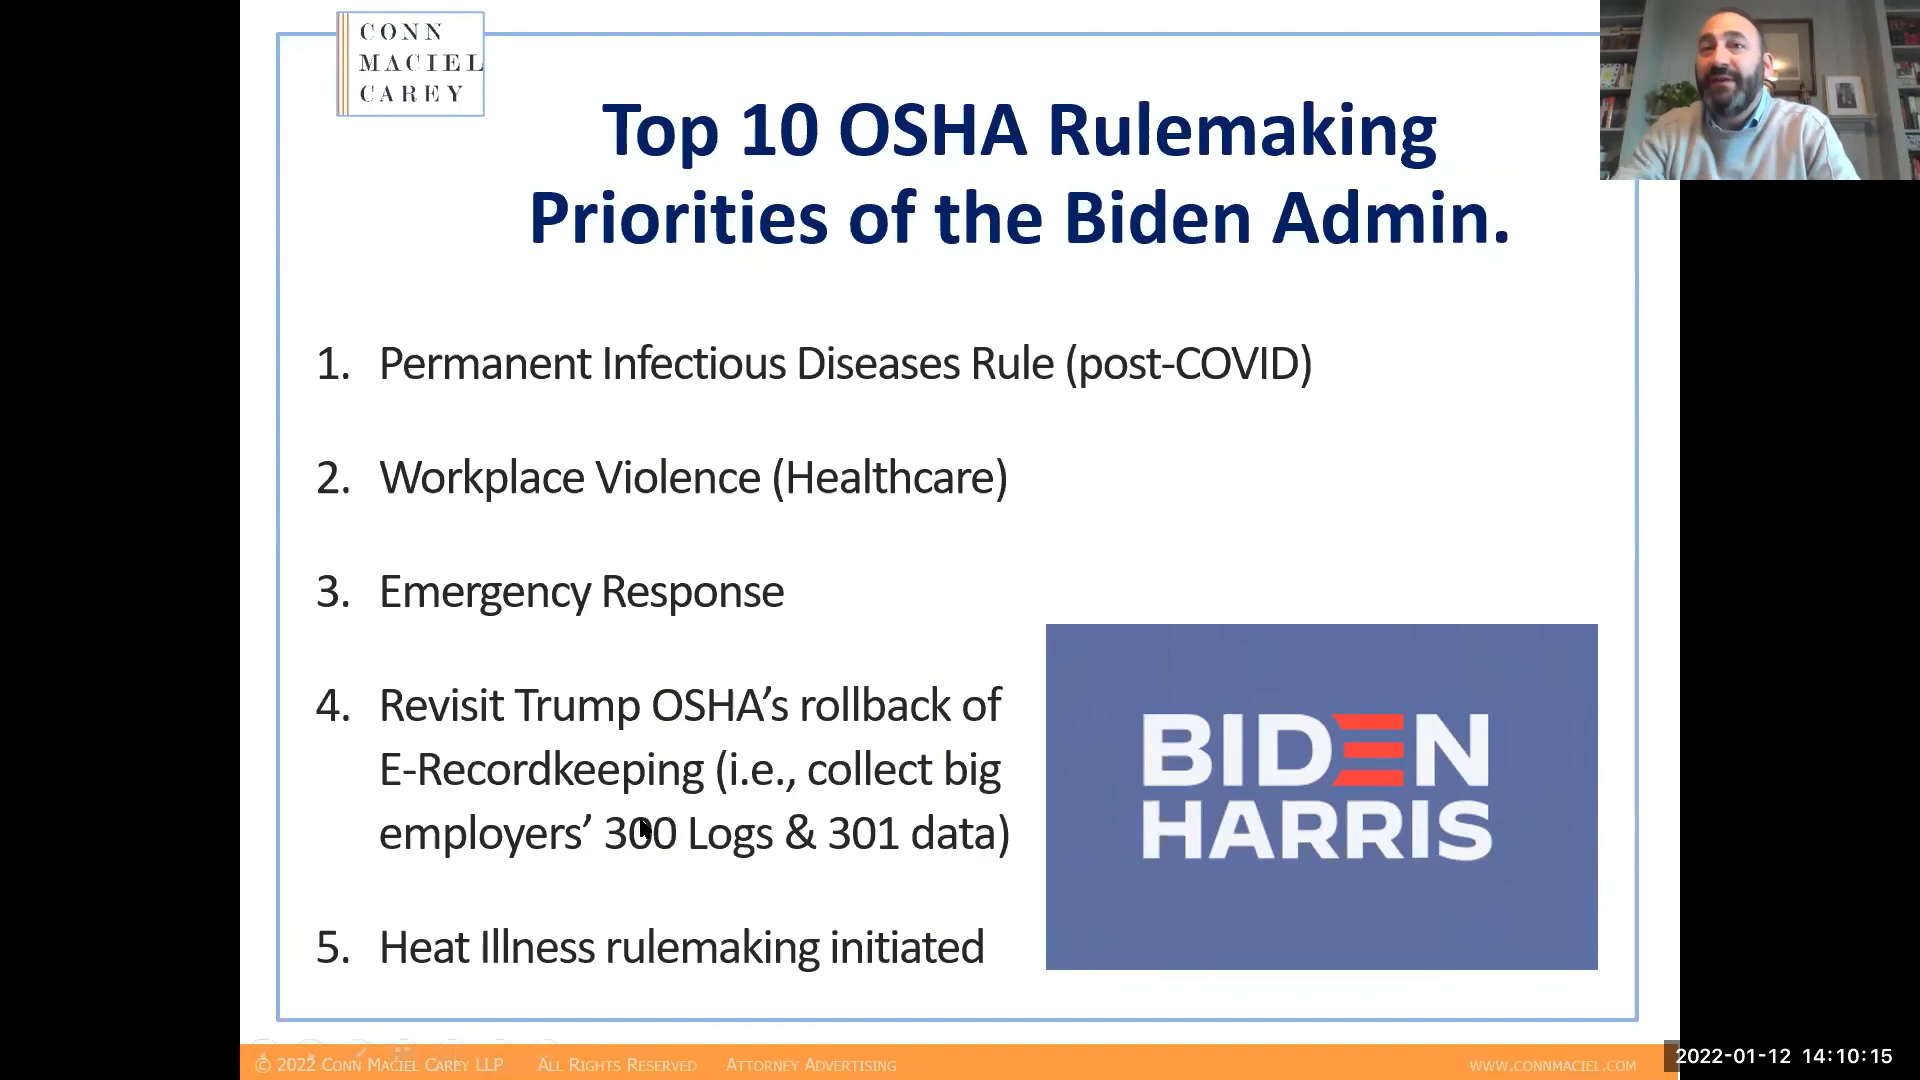 CONN
MACIEL
CAREY
Top 10 OSHA Rulemaking
Priorities of the Biden Admin.
1. Permanent Infectious Diseases Rule (post-COVID)
2. Workplace Violence (Healthcare)
3. Emergency Response
4. Revisit Trump OSHA’s rollback of
E-Recordkeeping (i.e., collect big
employers’ 300 Logs & 301 data)
5. Heat Illness rulemaking initiated
BIDEN
HARRIS
© 2022 CONN MACIEL CAREY LLP ALL RIGHTS RESERVED ATTORNEY ADVERTISING WWW.CONNMACIEL.COM
2022-01-12 14:10:15